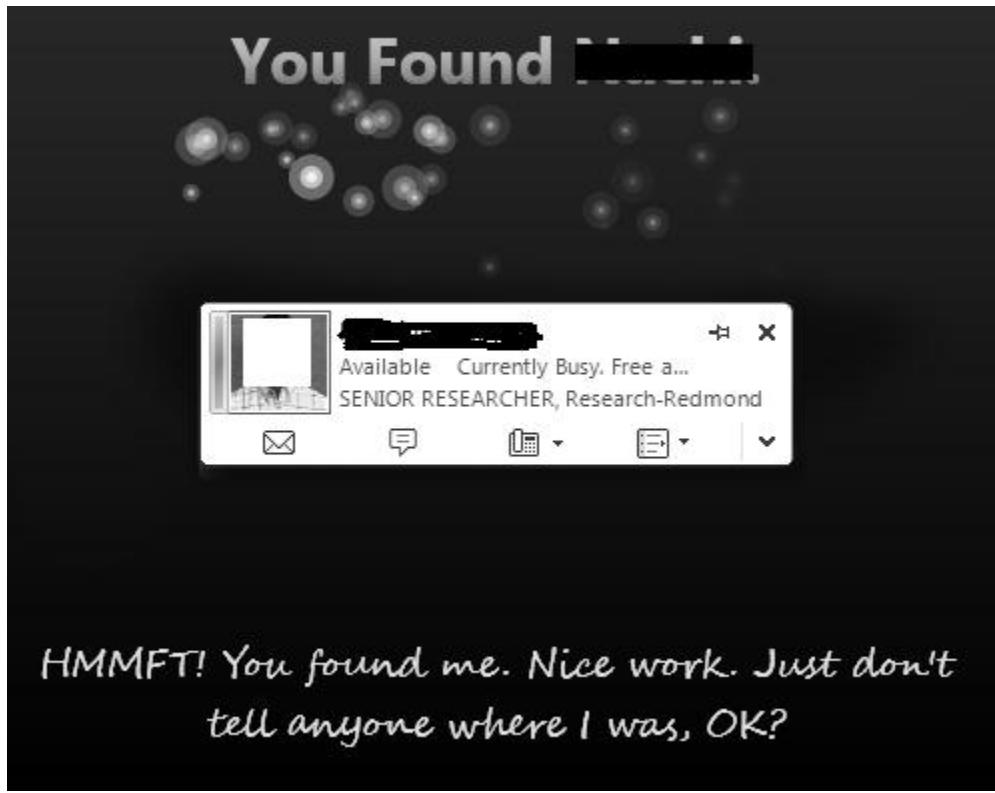 You Found
Available Currently Busy. Free a...
SENIOR RESEARCHER, Research-Redmond
HMMFT! You found me. Nice work. Just don't
tell anyone where I was, OK?